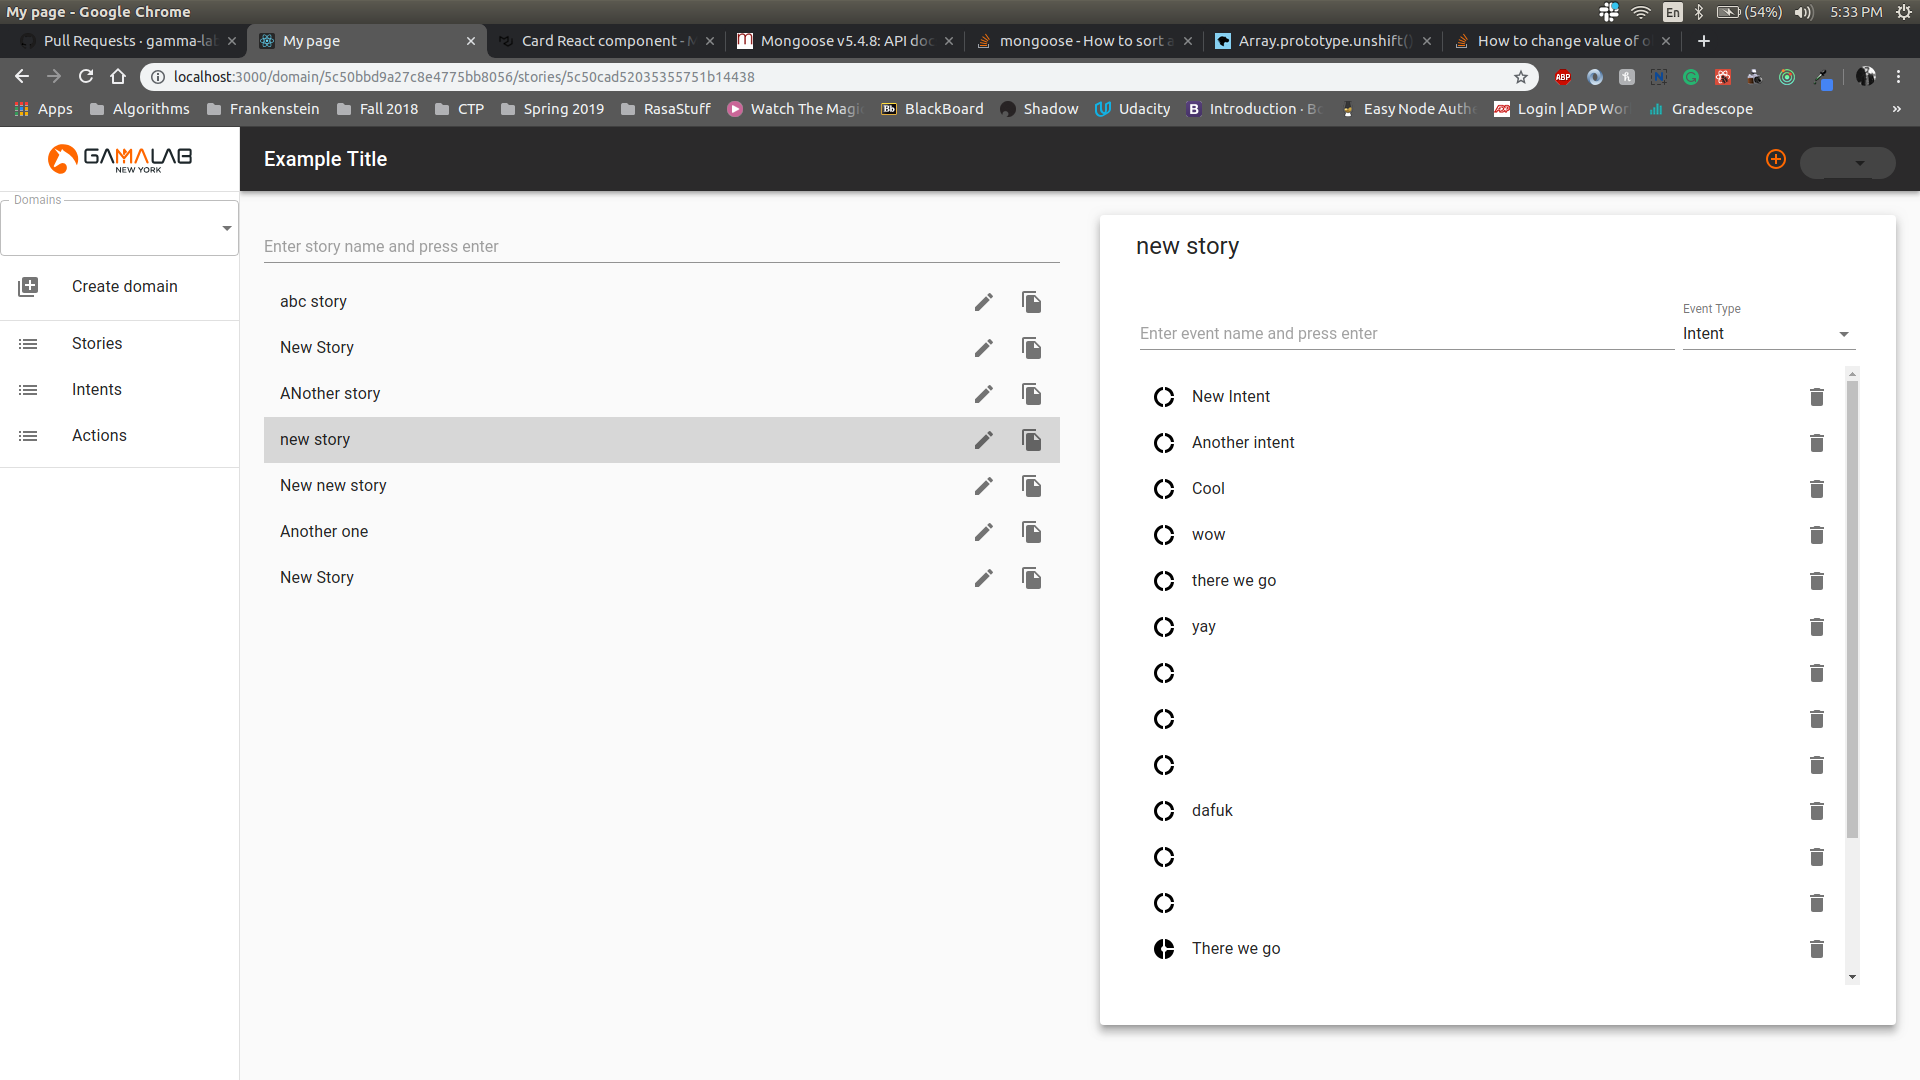 My page - Google Chrome
En
(54%)
5:33 PM
Pull Requests · gamma-la
My page
Card React component - M
Mongoose v5.4.8: API doc
mongoose - How to sort a
Array.prototype.unshift()
How to change value of o
localhost:3000/domain/5c50bbd9a27c8e4775bb8056/stories/5c50cad52035355751b14438
ABP
Apps
Algorithms
Frankenstein
Fall 2018
CTP
Spring 2019
RasaStuff
Watch The Magi
Bb
BlackBoard
Shadow
Udacity
B
Introduction · Bo
Easy Node Auth
Login | ADP Wor
Gradescope
»
GAMALAB
NEW YORK
Example Title
Domains
Create domain
Stories
Intents
Actions
Enter story name and press enter
abc story
New Story
ANother story
new story
New new story
Another one
New Story
new story
Event Type
Enter event name and press enter
Intent
New Intent
Another intent
Cool
wow
there we go
yay
dafuk
There we go